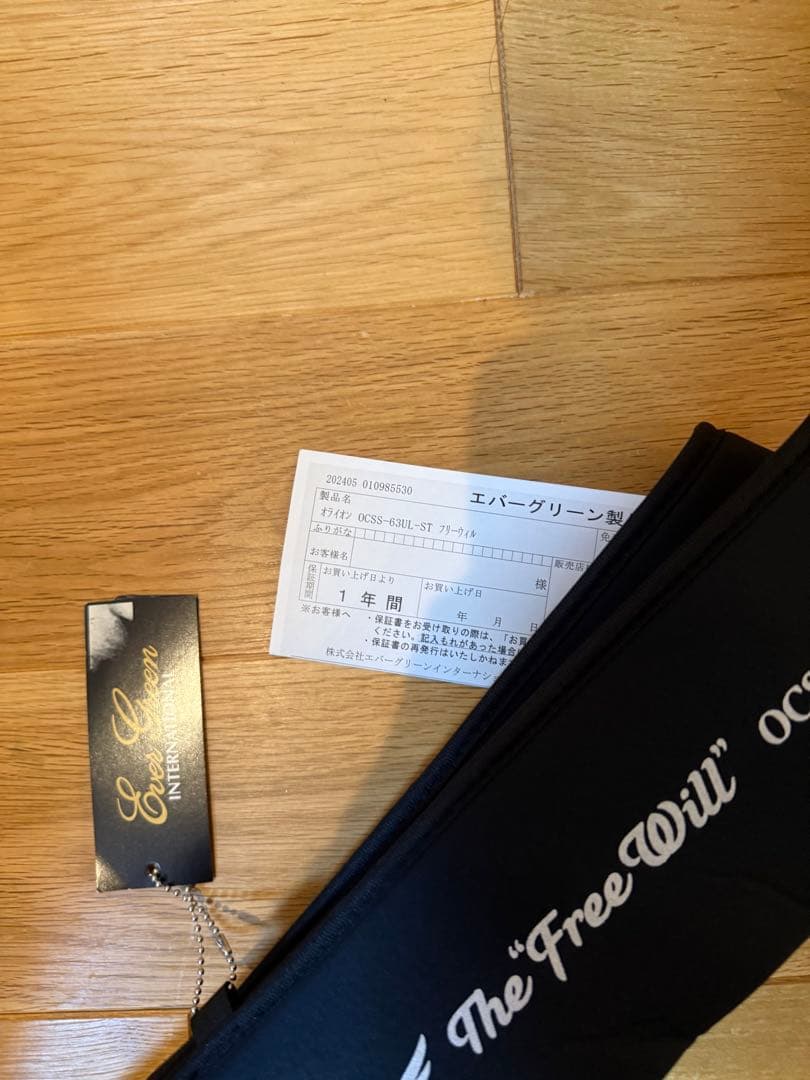 202405 010985530
エバーグリーン製
製品名
オライオン OCSS-63UL-ST フリーウィル
ふりがな
お客様名
様
販売店
保証期間
お買い上げ日より
1年間
お買い上げ日
年 月 日
※お客様へ
・保証書をお受け取りの際は、「お買
ください。記入もれがあった場合
・保証書の再発行はいたしかねま
株式会社エバーグリーンインターナショ
Ever Green
INTERNATIONAL
The "Free Will" OCS